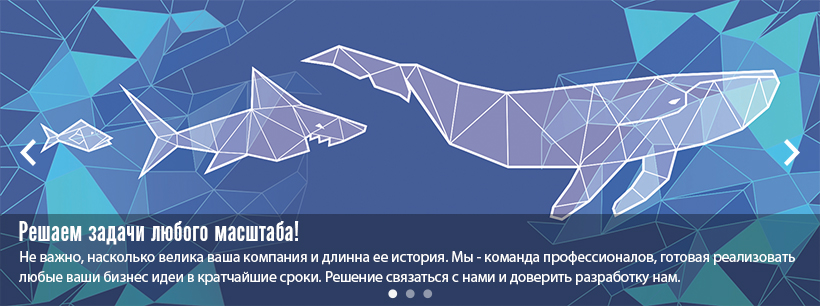 Решаем задачи любого масштаба!
Не важно, насколько велика ваша компания и длинна ее история. Мы - команда профессионалов, готовая реализовать
любые ваши бизнес идеи в кратчайшие сроки. Решение связаться с нами и доверить разработку нам.